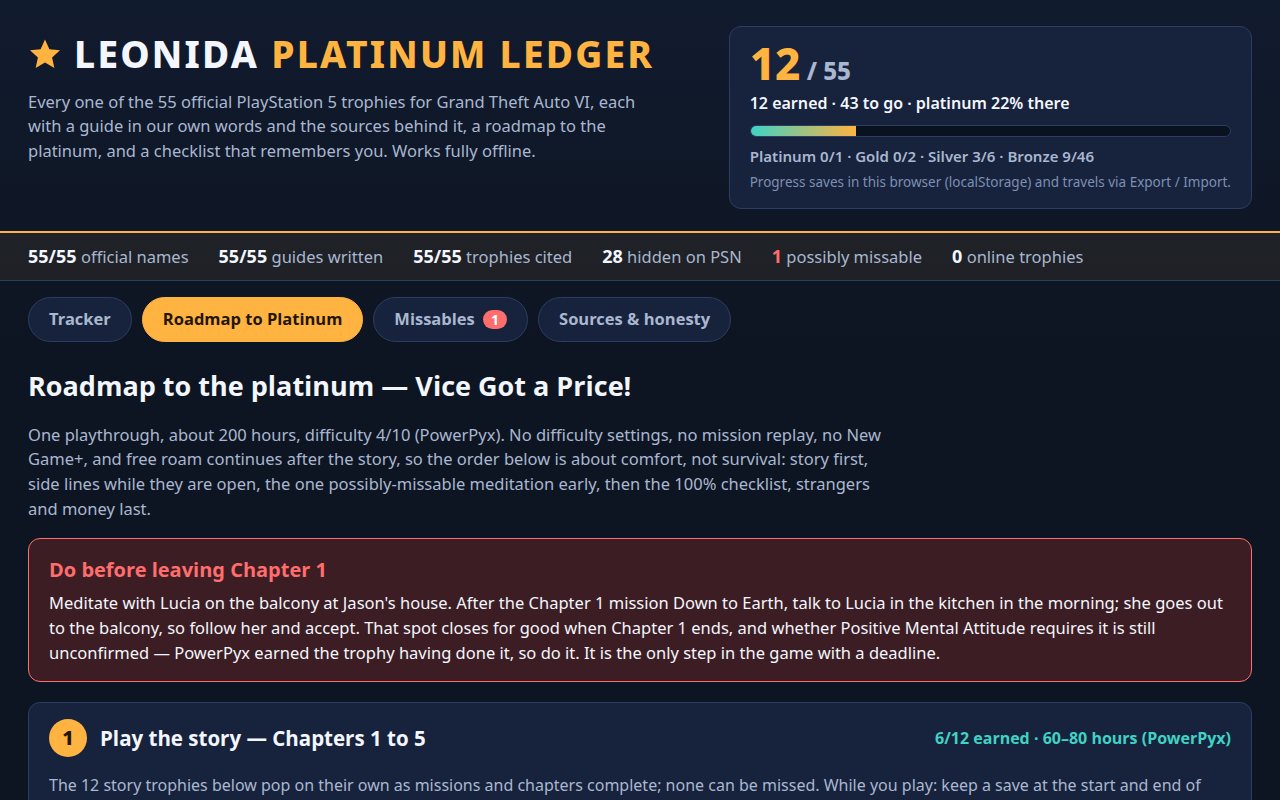 LEONIDA PLATINUM LEDGER
Every one of the 55 official PlayStation 5 trophies for Grand Theft Auto VI, each
with a guide in our own words and the sources behind it, a roadmap to the
platinum, and a checklist that remembers you. Works fully offline.
12 / 55
12 earned · 43 to go · platinum 22% there
Platinum 0/1 · Gold 0/2 · Silver 3/6 · Bronze 9/46
Progress saves in this browser (localStorage) and travels via Export / Import.
55/55 official names 55/55 guides written 55/55 trophies cited 28 hidden on PSN 1 possibly missable 0 online trophies
Tracker Roadmap to Platinum Missables 1 Sources & honesty
Roadmap to the platinum — Vice Got a Price!
One playthrough, about 200 hours, difficulty 4/10 (PowerPyx). No difficulty settings, no mission replay, no New
Game+, and free roam continues after the story, so the order below is about comfort, not survival: story first,
side lines while they are open, the one possibly-missable meditation early, then the 100% checklist, strangers
and money last.
Do before leaving Chapter 1
Meditate with Lucia on the balcony at Jason's house. After the Chapter 1 mission Down to Earth, talk to Lucia in the kitchen in the morning; she goes out
to the balcony, so follow her and accept. That spot closes for good when Chapter 1 ends, and whether Positive Mental Attitude requires it is still
unconfirmed — PowerPyx earned the trophy having done it, so do it. It is the only step in the game with a deadline.
1 Play the story — Chapters 1 to 5 6/12 earned · 60–80 hours (PowerPyx)
The 12 story trophies below pop on their own as missions and chapters complete; none can be missed. While you play: keep a save at the start and end of